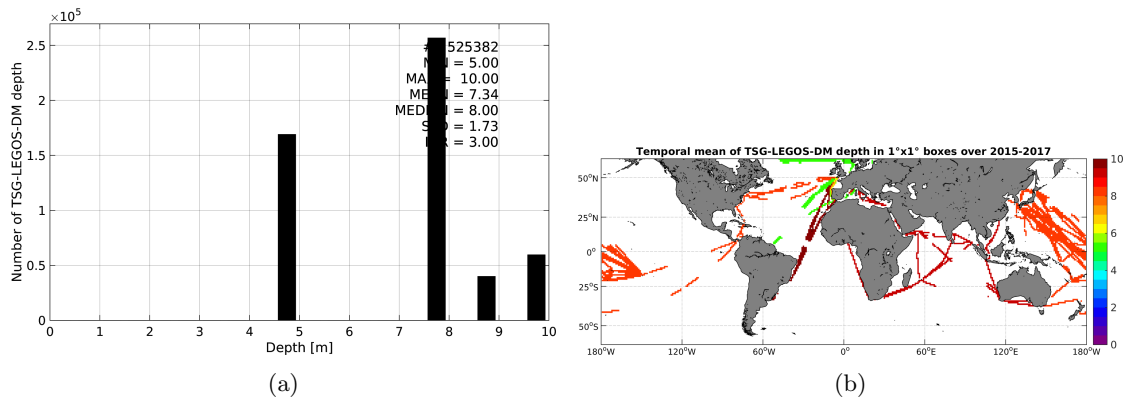 ×10⁵
2.5
2
1.5
1
0.5
0
0 1 2 3 4 5 6 7 8 9 10
Number of TSG-LEGOS-DM depth
Depth [m]
525382
= 5.00
= 10.00
= 7.34
= 8.00
= 1.73
= 3.00
(a)
Temporal mean of TSG-LEGOS-DM depth in 1°x1° boxes over 2015-2017
50°N
25°N
0°
25°S
50°S
180°W 120°W 60°W 0° 60°E 120°E 180°W
10
8
6
4
2
0
(b)